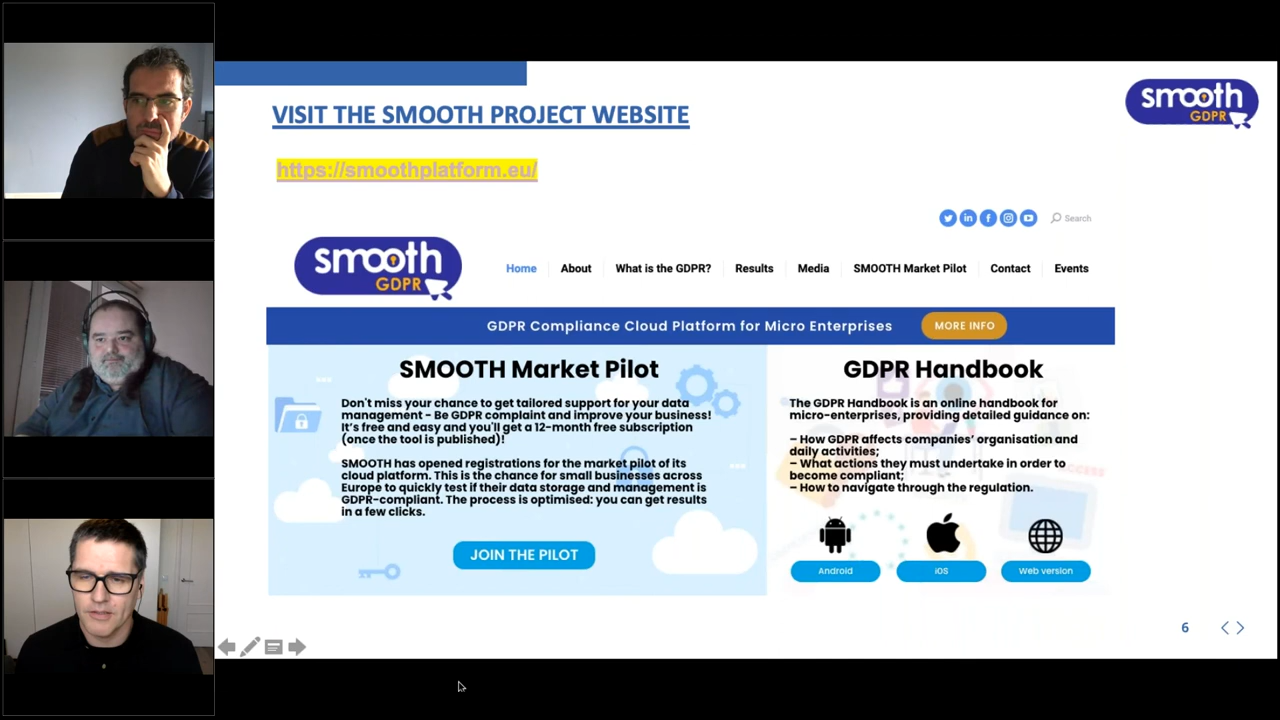 VISIT THE SMOOTH PROJECT WEBSITE
smooth
GDPR
https://smoothplatform.eu/
Search
smooth
GDPR
Home
About
What is the GDPR?
Results
Media
SMOOTH Market Pilot
Contact
Events
GDPR Compliance Cloud Platform for Micro Enterprises
MORE INFO
SMOOTH Market Pilot
Don't miss your chance to get tailored support for your data
management - Be GDPR complaint and improve your business!
It's free and easy and you'll get a 12-month free subscription
(once the tool is published)!
SMOOTH has opened registrations for the market pilot of its
cloud platform. This is the chance for small businesses across
Europe to quickly test if their data storage and management is
GDPR-compliant. The process is optimised: you can get results
in a few clicks.
JOIN THE PILOT
GDPR Handbook
The GDPR Handbook is an online handbook for
micro-enterprises, providing detailed guidance on:
– How GDPR affects companies' organisation and
daily activities;
– What actions they must undertake in order to
become compliant;
– How to navigate through the regulation.
Android
iOS
Web version
6